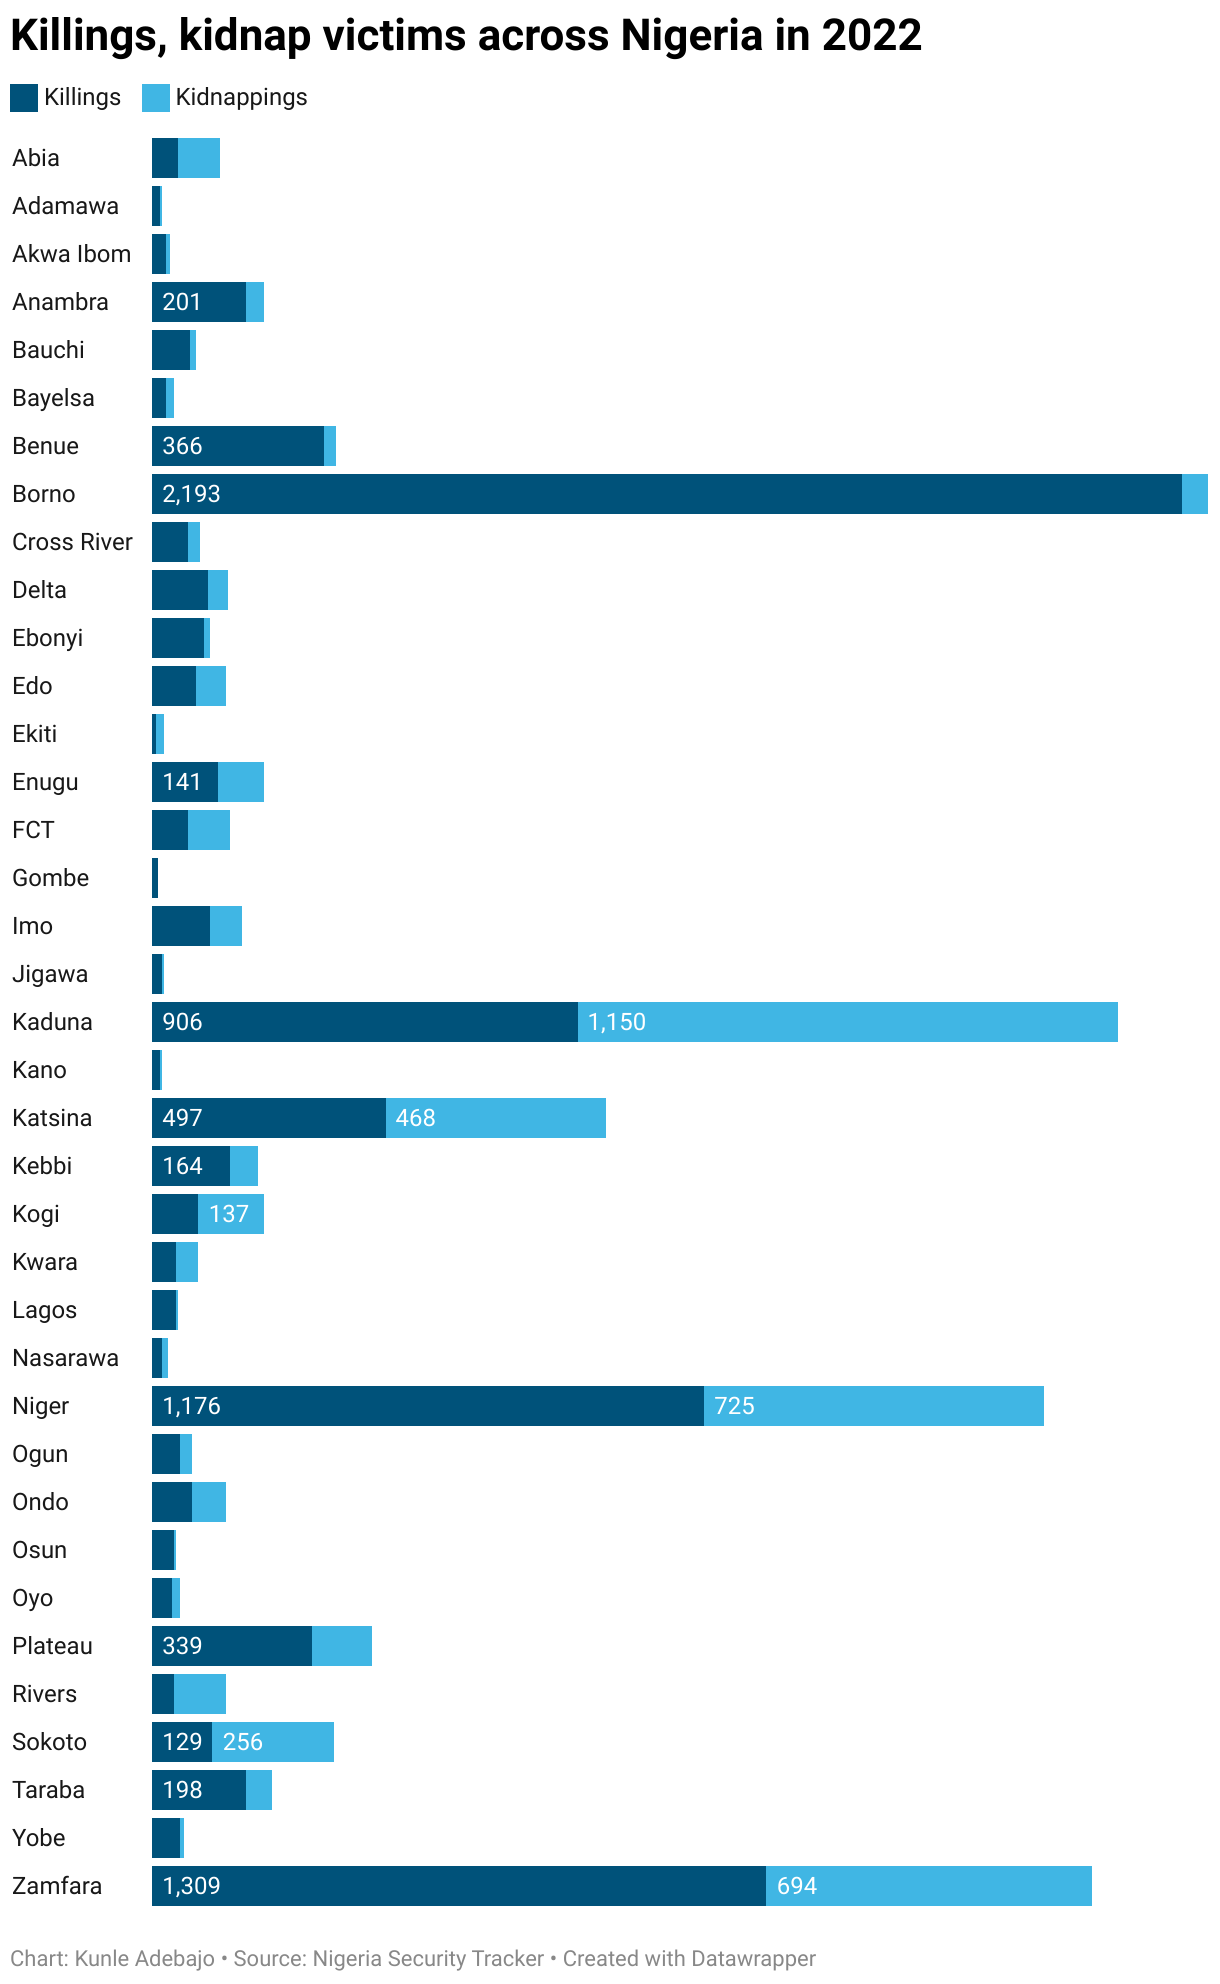 Killings, kidnap victims across Nigeria in 2022
Killings Kidnappings
Abia
Adamawa
Akwa Ibom
Anambra 201
Bauchi
Bayelsa
Benue 366
Borno 2,193
Cross River
Delta
Ebonyi
Edo
Ekiti
Enugu 141
FCT
Gombe
Imo
Jigawa
Kaduna 906 1,150
Kano
Katsina 497 468
Kebbi 164
Kogi 137
Kwara
Lagos
Nasarawa
Niger 1,176 725
Ogun
Ondo
Osun
Oyo
Plateau 339
Rivers
Sokoto 129 256
Taraba 198
Yobe
Zamfara 1,309 694
Chart: Kunle Adebajo • Source: Nigeria Security Tracker • Created with Datawrapper